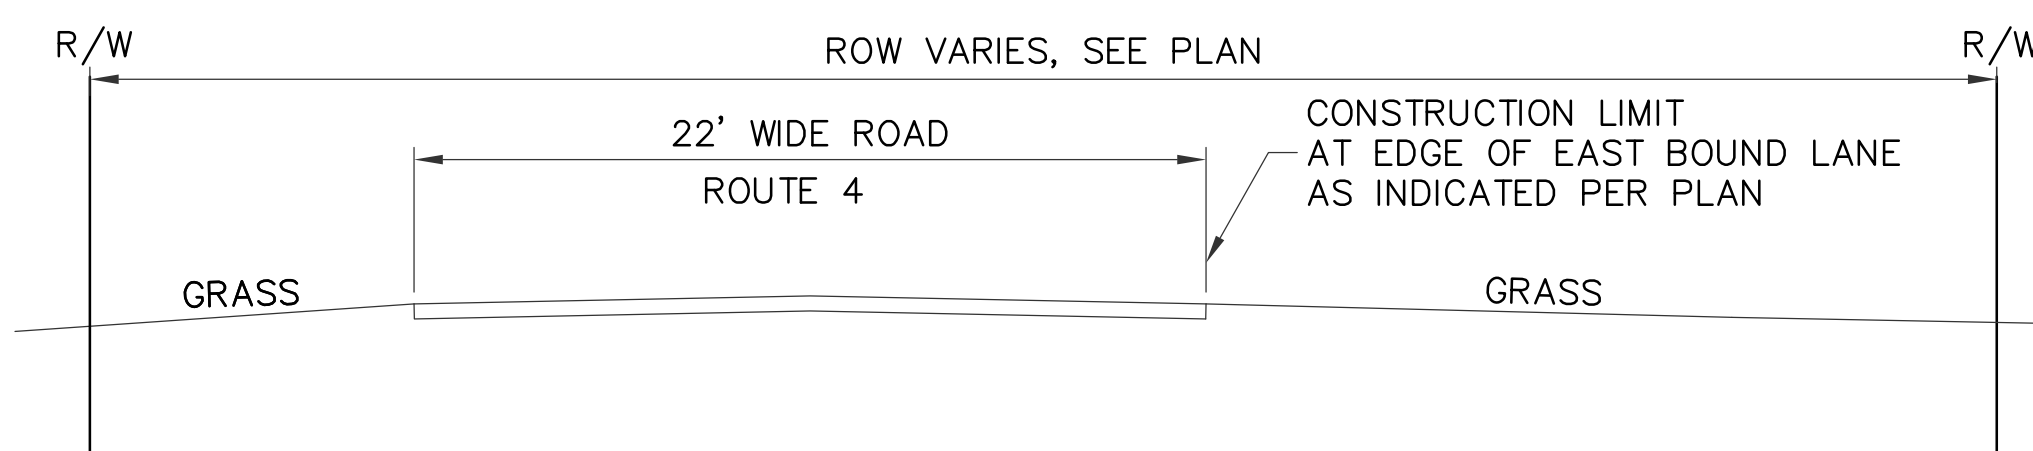 R/W
ROW VARIES, SEE PLAN
R/W
22' WIDE ROAD
ROUTE 4
CONSTRUCTION LIMIT
AT EDGE OF EAST BOUND LANE
AS INDICATED PER PLAN
GRASS
GRASS